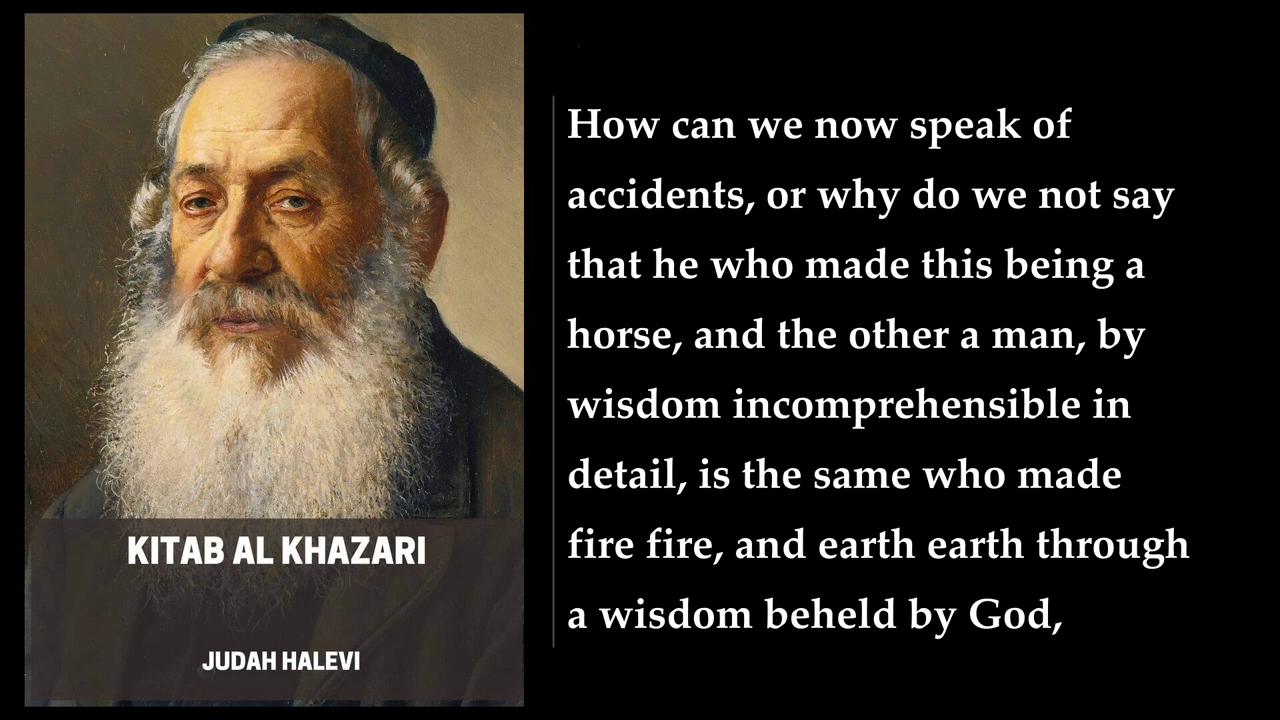 KITAB AL KHAZARI
JUDAH HALEVI
How can we now speak of
accidents, or why do we not say
that he who made this being a
horse, and the other a man, by
wisdom incomprehensible in
detail, is the same who made
fire fire, and earth earth through
a wisdom beheld by God,